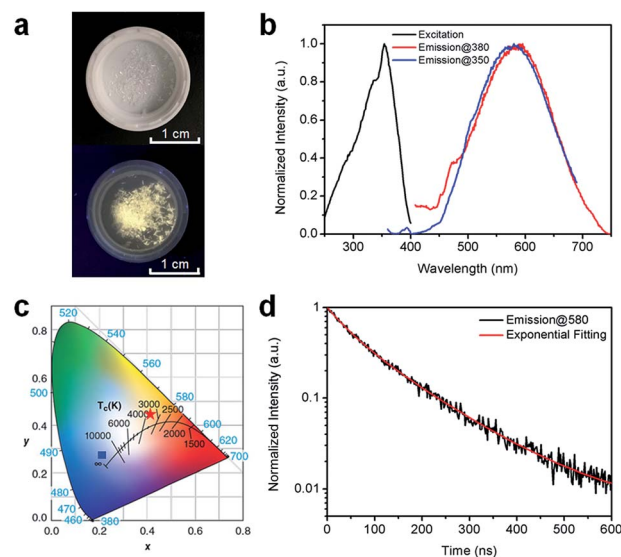 a
1 cm
1 cm
b
Normalized Intensity (a.u.)
1.0
0.8
0.6
0.4
0.2
0.0
Excitation
Emission@380
Emission@350
300
400
500
600
700
Wavelength (nm)
c
0.8
0.6
0.4
0.2
0.0
y
520
540
560
580
600
620
700
500
490
480
470
460
380
T_c(K)
10000
6000
4000
3000
2500
2000
1500
∞
0.0
0.2
0.4
0.6
0.8
x
d
Normalized Intensity (a.u.)
1
0.1
0.01
Emission@580
Exponential Fitting
0
100
200
300
400
500
600
Time (ns)